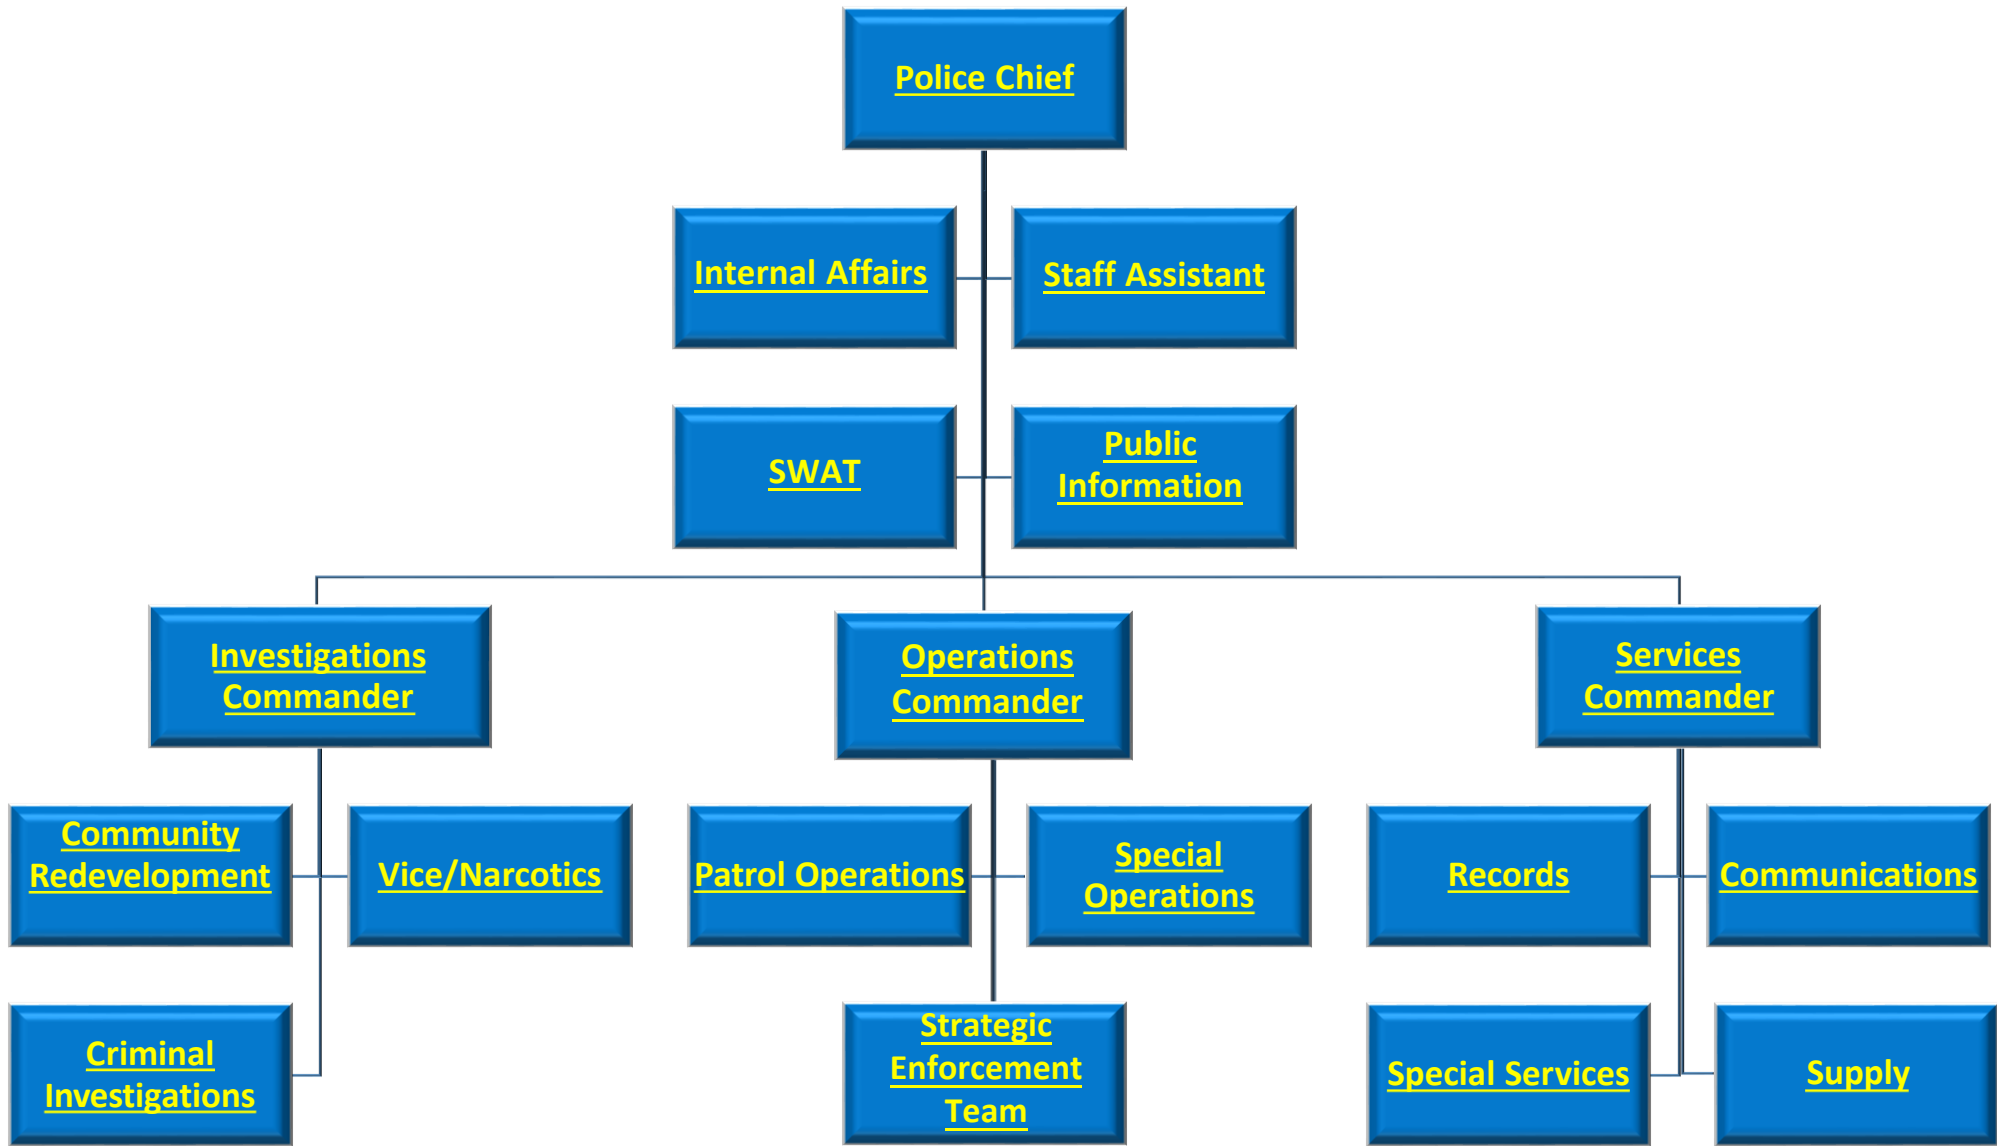 Police Chief
Internal Affairs
Staff Assistant
SWAT
Public
Information
Investigations
Commander
Operations
Commander
Services
Commander
Community
Redevelopment
Vice/Narcotics
Patrol Operations
Special
Operations
Records
Communications
Criminal
Investigations
Strategic
Enforcement
Team
Special Services
Supply